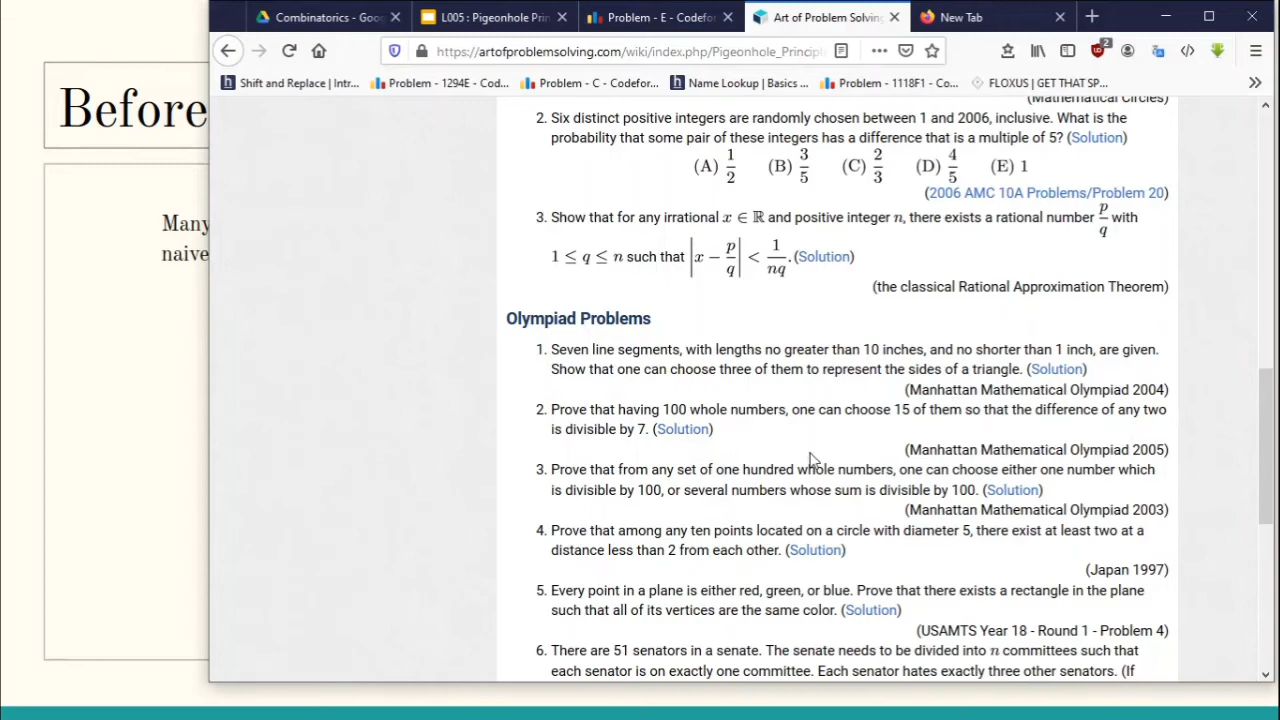 Combinatorics - Goo
L005 : Pigeonhole Prin
Problem - E - Codefor
Art of Problem Solving
New Tab
https://artofproblemsolving.com/wiki/index.php/Pigeonhole_Principl
2
Shift and Replace | Intr...
Problem - 1294E - Cod...
Problem - C - Codefor...
Name Lookup | Basics ...
Problem - 1118F1 - Co...
FLOXUS | GET THAT SP...
Before
Many
naive
(Mathematical Circles)
2. Six distinct positive integers are randomly chosen between 1 and 2006, inclusive. What is the
probability that some pair of these integers has a difference that is a multiple of 5? (Solution)
(A) 1/2 (B) 3/5 (C) 2/3 (D) 4/5 (E) 1
(2006 AMC 10A Problems/Problem 20)
3. Show that for any irrational x ∈ ℝ and positive integer n, there exists a rational number p/q with
1 ≤ q ≤ n such that |x − p/q| < 1/nq. (Solution)
(the classical Rational Approximation Theorem)
Olympiad Problems
1. Seven line segments, with lengths no greater than 10 inches, and no shorter than 1 inch, are given.
Show that one can choose three of them to represent the sides of a triangle. (Solution)
(Manhattan Mathematical Olympiad 2004)
2. Prove that having 100 whole numbers, one can choose 15 of them so that the difference of any two
is divisible by 7. (Solution)
(Manhattan Mathematical Olympiad 2005)
3. Prove that from any set of one hundred whole numbers, one can choose either one number which
is divisible by 100, or several numbers whose sum is divisible by 100. (Solution)
(Manhattan Mathematical Olympiad 2003)
4. Prove that among any ten points located on a circle with diameter 5, there exist at least two at a
distance less than 2 from each other. (Solution)
(Japan 1997)
5. Every point in a plane is either red, green, or blue. Prove that there exists a rectangle in the plane
such that all of its vertices are the same color. (Solution)
(USAMTS Year 18 - Round 1 - Problem 4)
6. There are 51 senators in a senate. The senate needs to be divided into n committees such that
each senator is on exactly one committee. Each senator hates exactly three other senators. (If